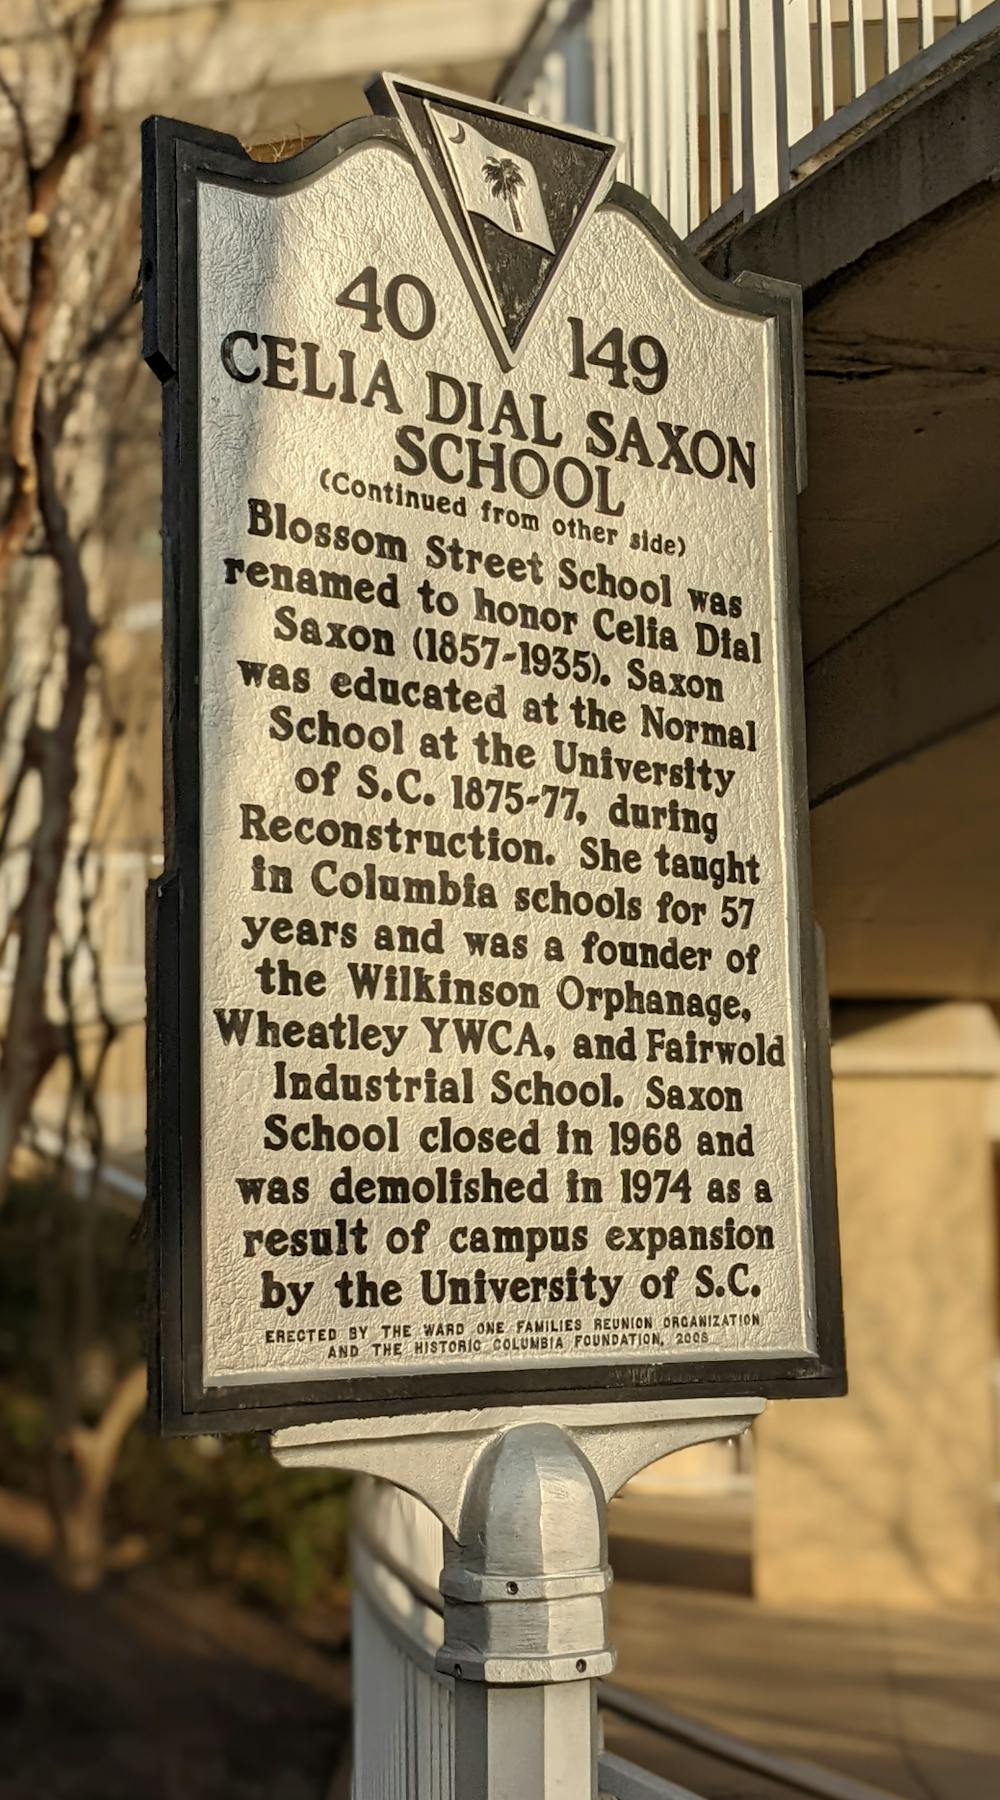 40 149
CELIA DIAL SAXON
SCHOOL
(Continued from other side)
Blossom Street School was
renamed to honor Celia Dial
Saxon (1857-1935). Saxon
was educated at the Normal
School at the University
of S.C. 1875-77, during
Reconstruction. She taught
in Columbia schools for 57
years and was a founder of
the Wilkinson Orphanage,
Wheatley YWCA, and Fairwold
Industrial School. Saxon
School closed in 1968 and
was demolished in 1974 as a
result of campus expansion
by the University of S.C.
ERECTED BY THE WARD ONE FAMILIES REUNION ORGANIZATION
AND THE HISTORIC COLUMBIA FOUNDATION, 2008